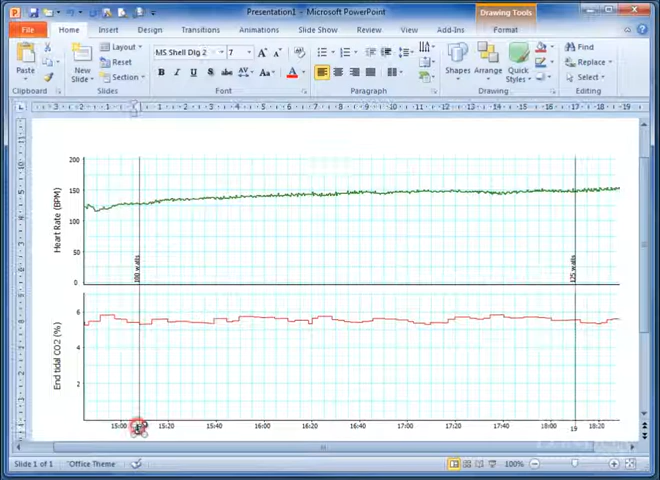 Presentation1 - Microsoft PowerPoint
Drawing Tools
File Home Insert Design Transitions Animations Slide Show Review View Add-Ins Format
Paste
Clipboard
New Slide
Layout
Reset
Section
Slides
MS Shell Dlg 2 7
B I U S abc AV
Aa A A A
Font
Paragraph
Shapes
Arrange
Quick Styles
Drawing
Find
Replace
Select
Editing
200
150
100
50
0
Heart Rate (BPM)
100 watts
125 watts
6
4
2
End tidal CO2 (%)
15:00 15:20 15:40 16:00 16:20 16:40 17:00 17:20 17:40 18:00 18:20
19
Slide 1 of 1 "Office Theme" 100%